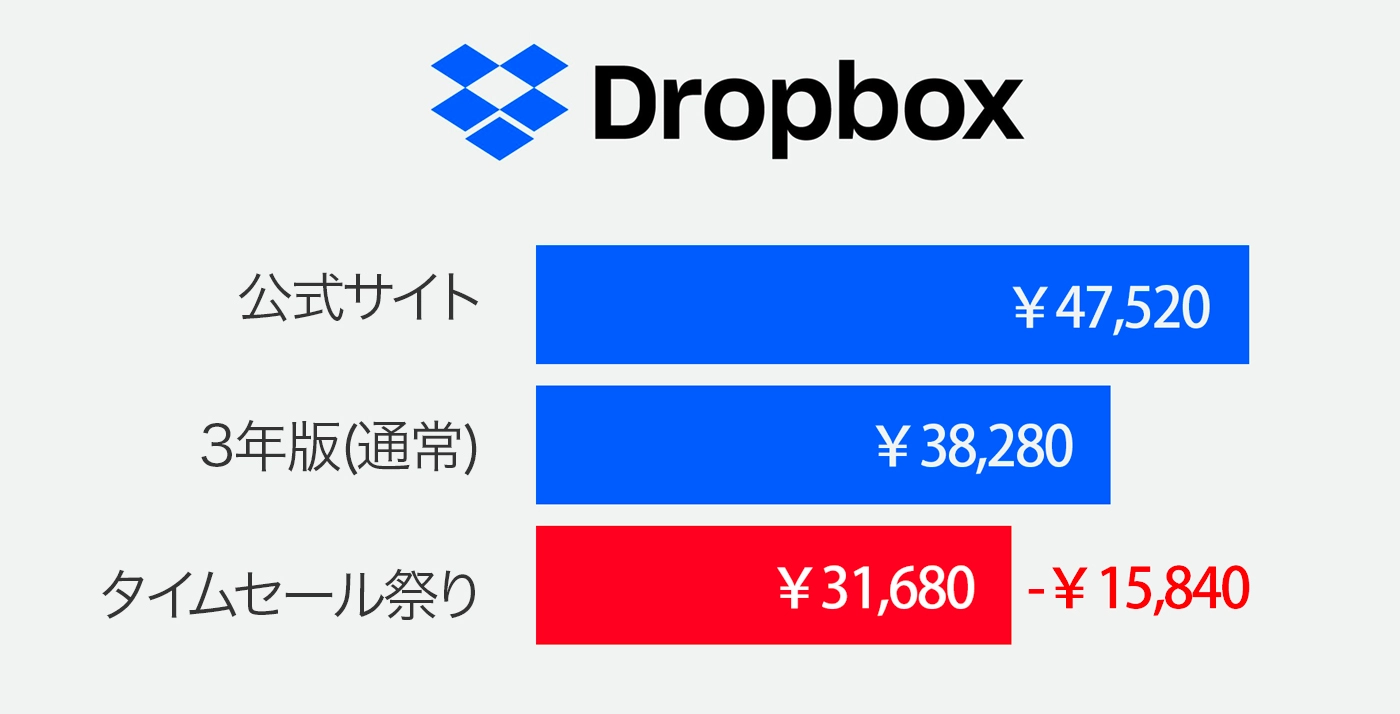 Dropbox
公式サイト
￥47,520
3年版(通常)
￥38,280
タイムセール祭り
￥31,680
-￥15,840